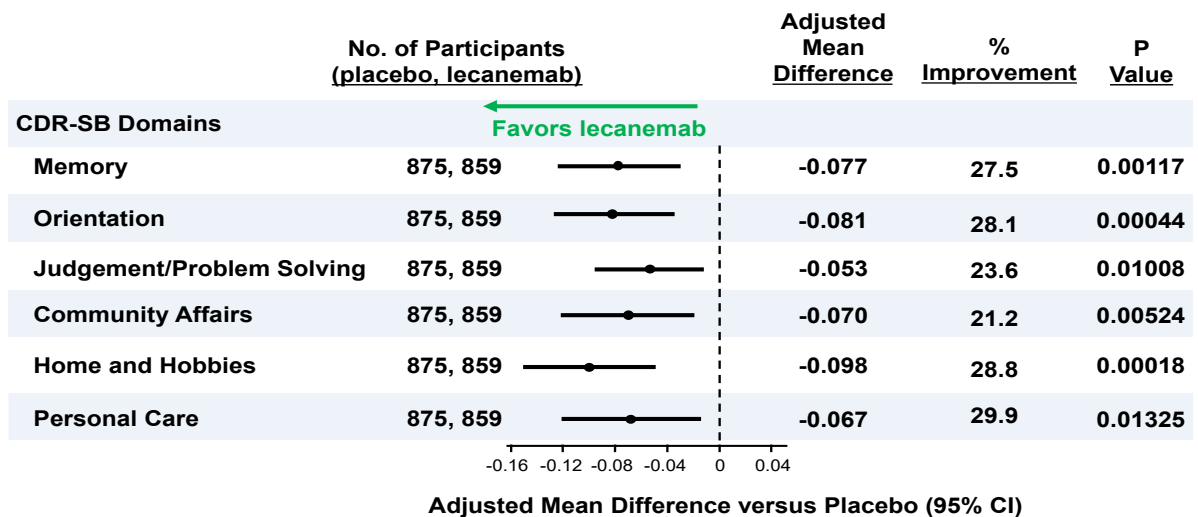 No. of Participants
(placebo, lecanemab)
Adjusted
Mean
Difference
%
Improvement
P
Value
CDR-SB Domains
Favors lecanemab
Memory 875, 859 -0.077 27.5 0.00117
Orientation 875, 859 -0.081 28.1 0.00044
Judgement/Problem Solving 875, 859 -0.053 23.6 0.01008
Community Affairs 875, 859 -0.070 21.2 0.00524
Home and Hobbies 875, 859 -0.098 28.8 0.00018
Personal Care 875, 859 -0.067 29.9 0.01325
-0.16 -0.12 -0.08 -0.04 0 0.04
Adjusted Mean Difference versus Placebo (95% CI)